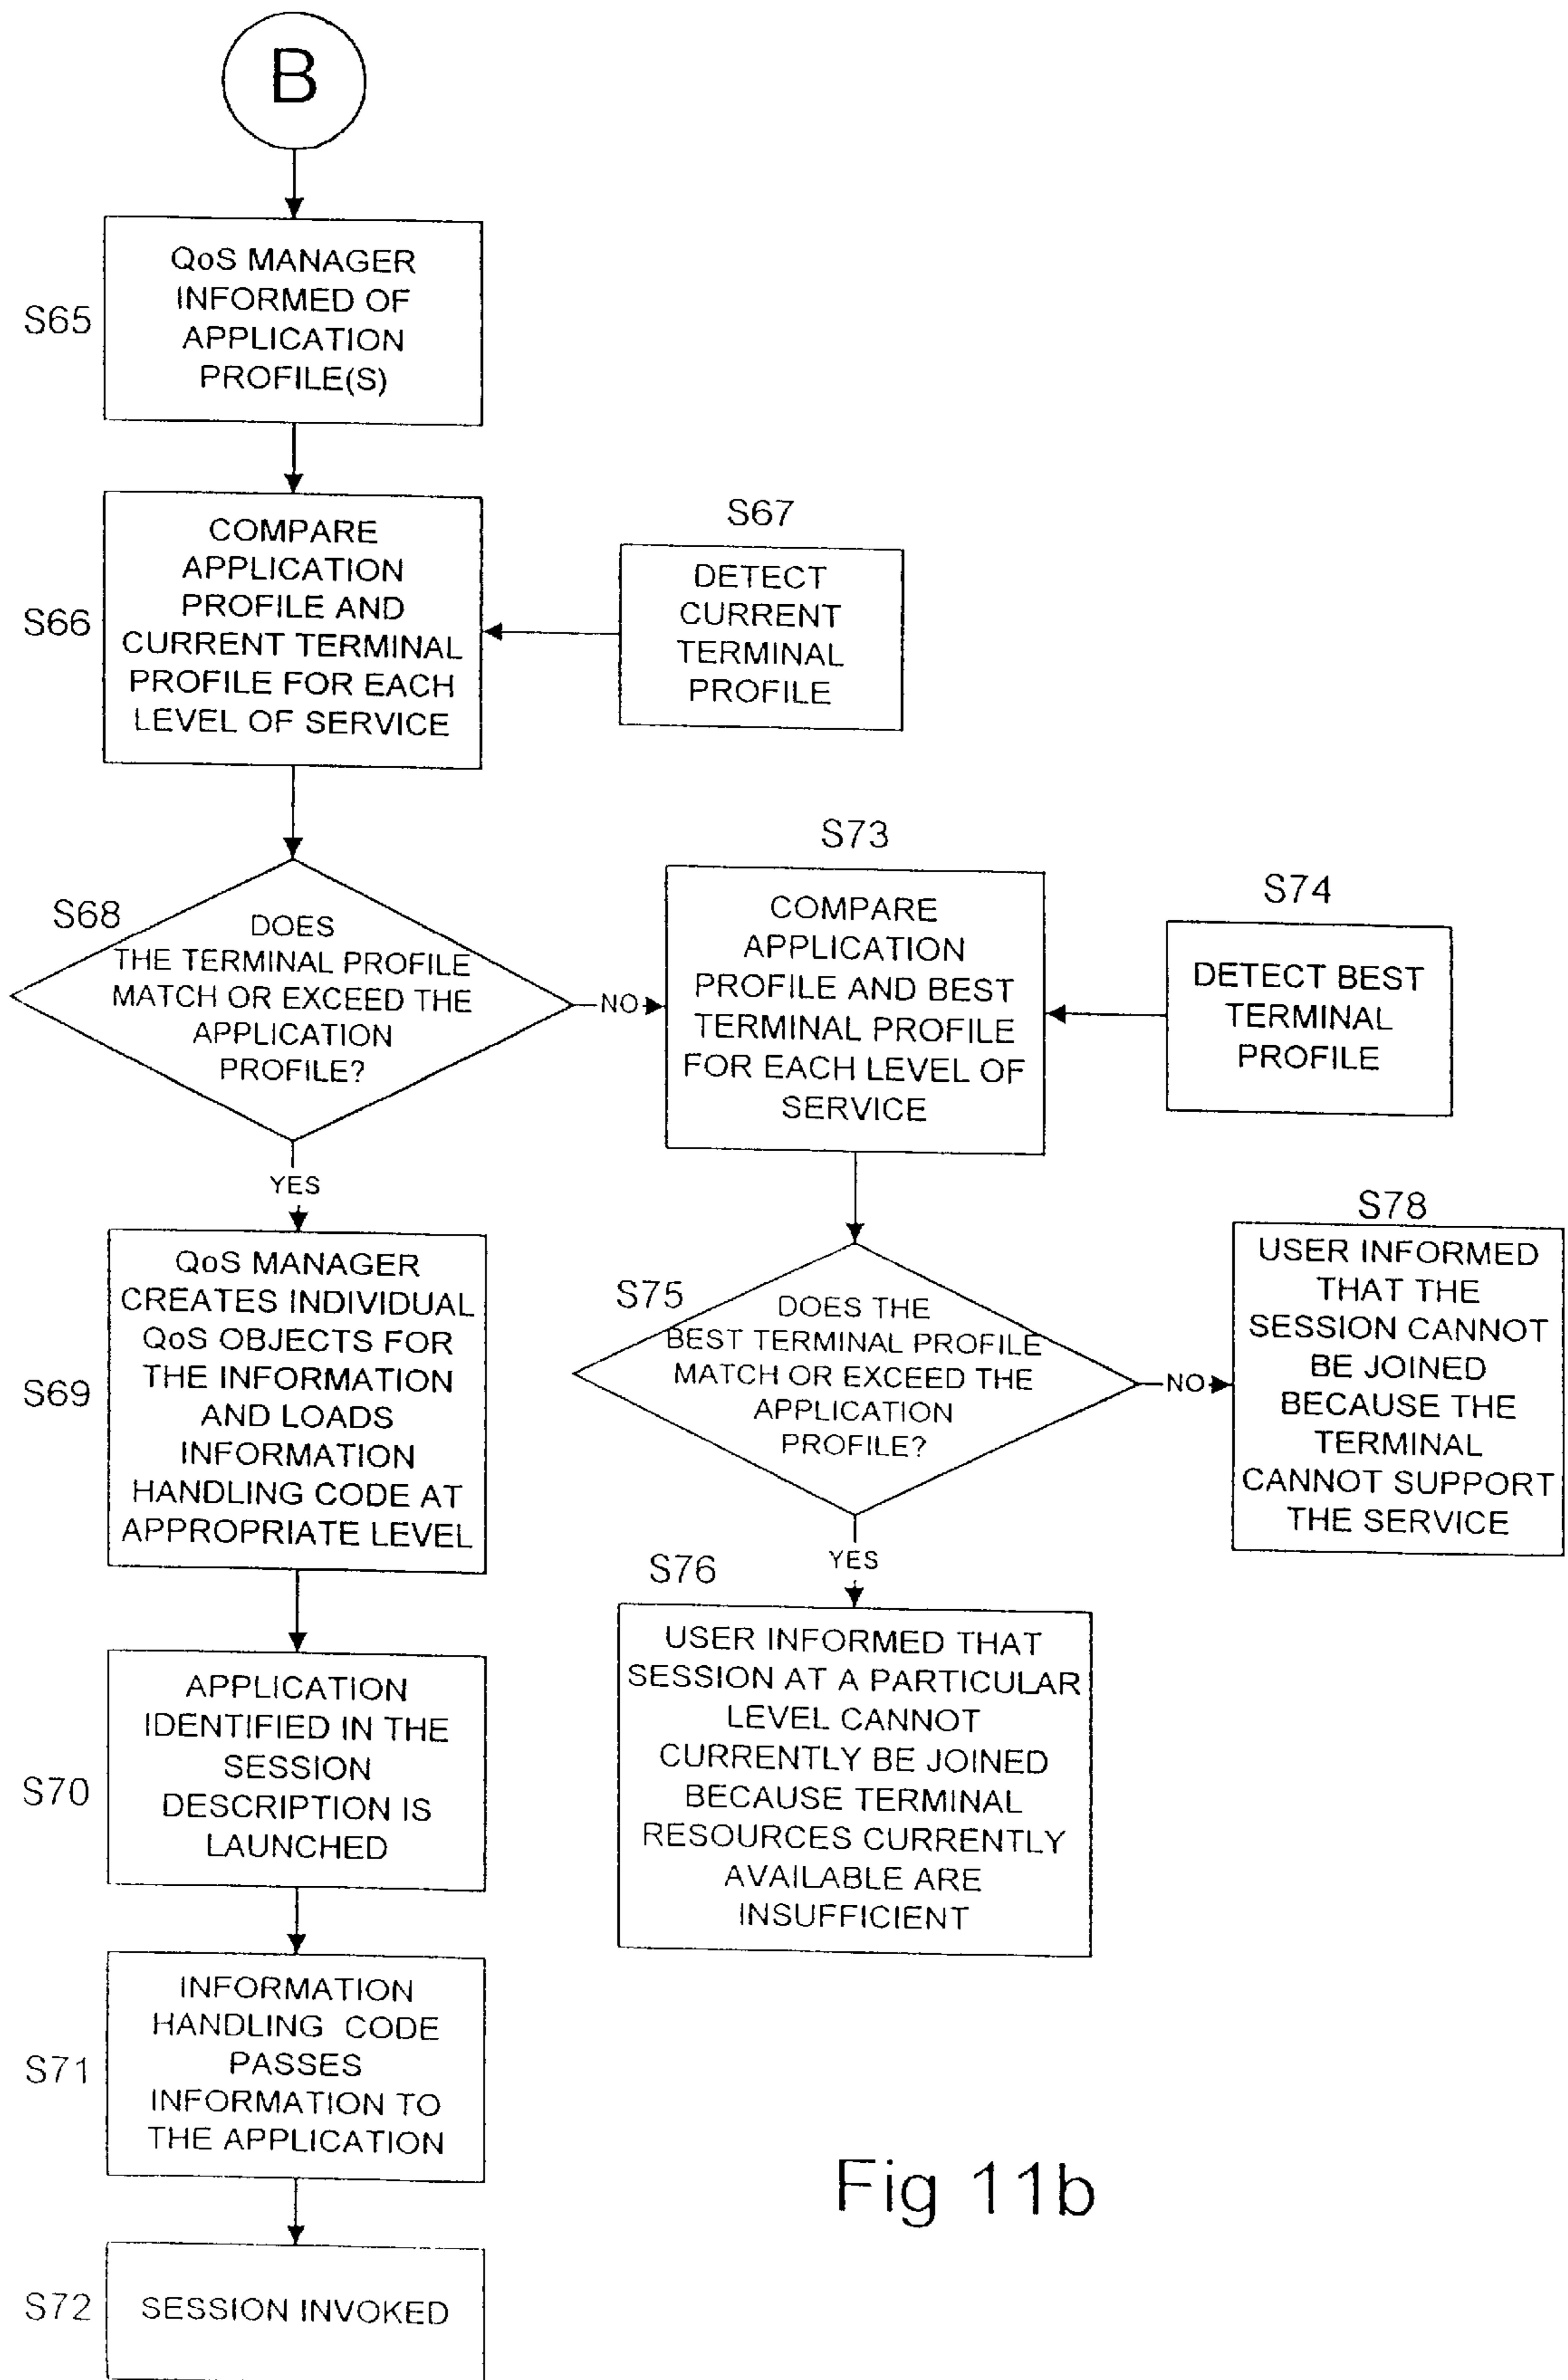 B
S65
QoS MANAGER
INFORMED OF
APPLICATION
PROFILE(S)
S66
COMPARE
APPLICATION
PROFILE AND
CURRENT TERMINAL
PROFILE FOR EACH
LEVEL OF SERVICE
S67
DETECT
CURRENT
TERMINAL
PROFILE
S68
DOES
THE TERMINAL PROFILE
MATCH OR EXCEED THE
APPLICATION
PROFILE?
NO
YES
S73
COMPARE
APPLICATION
PROFILE AND BEST
TERMINAL PROFILE
FOR EACH LEVEL OF
SERVICE
S74
DETECT BEST
TERMINAL
PROFILE
S69
QoS MANAGER
CREATES INDIVIDUAL
QoS OBJECTS FOR
THE INFORMATION
AND LOADS
INFORMATION
HANDLING CODE AT
APPROPRIATE LEVEL
S75
DOES THE
BEST TERMINAL PROFILE
MATCH OR EXCEED THE
APPLICATION
PROFILE?
NO
YES
S78
USER INFORMED
THAT THE
SESSION CANNOT
BE JOINED
BECAUSE THE
TERMINAL
CANNOT SUPPORT
THE SERVICE
S76
USER INFORMED THAT
SESSION AT A PARTICULAR
LEVEL CANNOT
CURRENTLY BE JOINED
BECAUSE TERMINAL
RESOURCES CURRENTLY
AVAILABLE ARE
INSUFFICIENT
S70
APPLICATION
IDENTIFIED IN THE
SESSION
DESCRIPTION IS
LAUNCHED
S71
INFORMATION
HANDLING CODE
PASSES
INFORMATION TO
THE APPLICATION
S72
SESSION INVOKED
Fig 11b